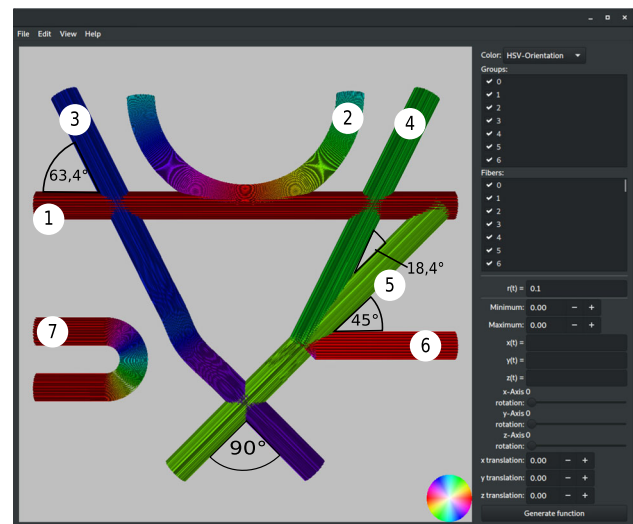 File Edit View Help
Color: HSV-Orientation
Groups:
0
1
2
3
4
5
6
Fibers:
0
1
2
3
4
5
6
r(t) = 0.1
Minimum: 0.00 − +
Maximum: 0.00 − +
x(t) =
y(t) =
z(t) =
x-Axis 0
rotation:
y-Axis 0
rotation:
z-Axis 0
rotation:
x translation: 0.00 − +
y translation: 0.00 − +
z translation: 0.00 − +
Generate function
3
2
4
63,4°
1
18,4°
5
45°
7
6
90°